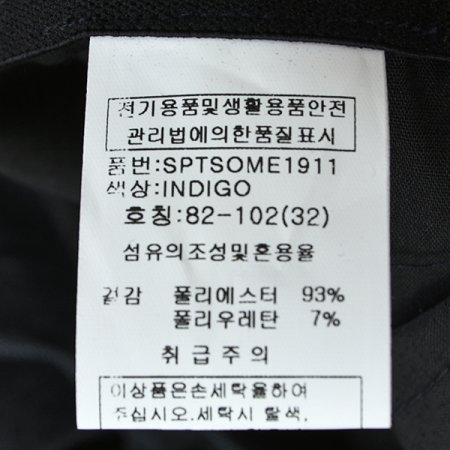 전기용품및생활용품안전
관리법에의한품질표시
품번:SPTSOME1911
색상:INDIGO
호칭:82-102(32)
섬유의조성및혼용율
겉감 폴리에스터 93%
폴리우레탄 7%
취급주의
이상품은손세탁을하여
주십시오.세탁시 탈색,